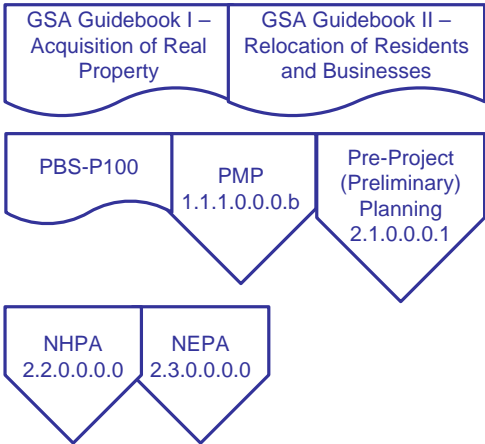 GSA Guidebook I –
Acquisition of Real
Property
GSA Guidebook II –
Relocation of Residents
and Businesses
PBS-P100
PMP
1.1.1.0.0.0.b
Pre-Project
(Preliminary)
Planning
2.1.0.0.0.1
NHPA
2.2.0.0.0.0
NEPA
2.3.0.0.0.0